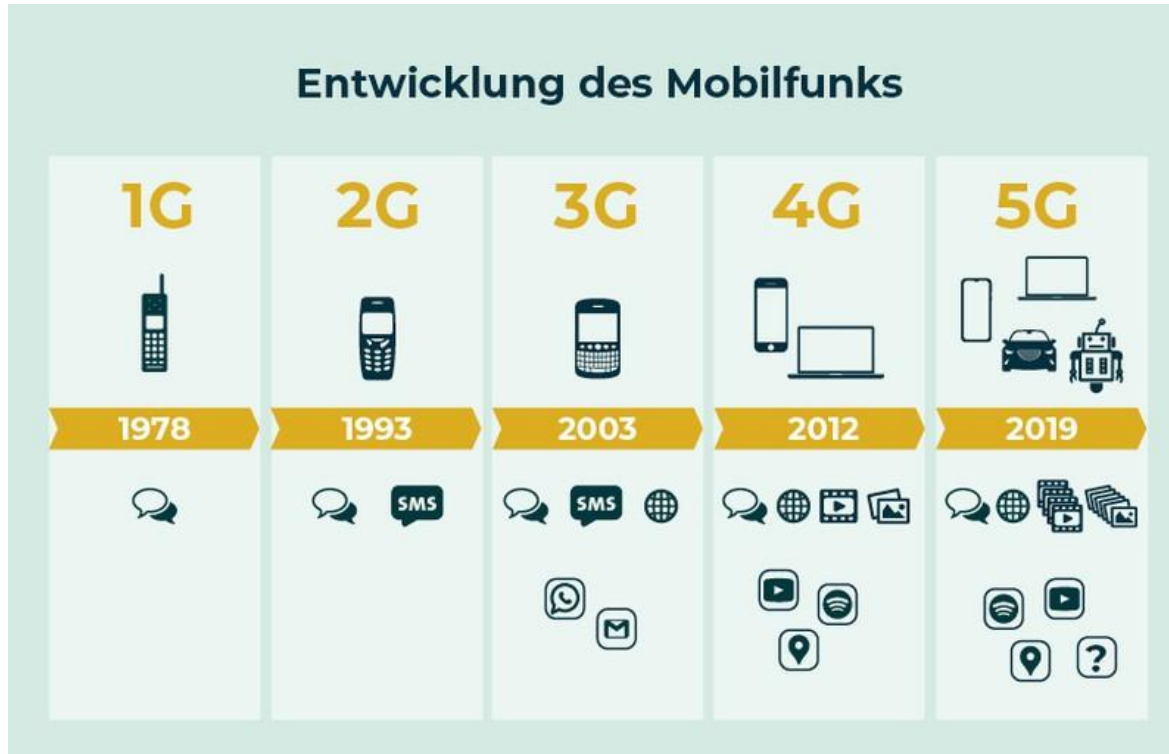 Entwicklung des Mobilfunks
1G 2G 3G 4G 5G
1978 1993 2003 2012 2019
SMS SMS
?